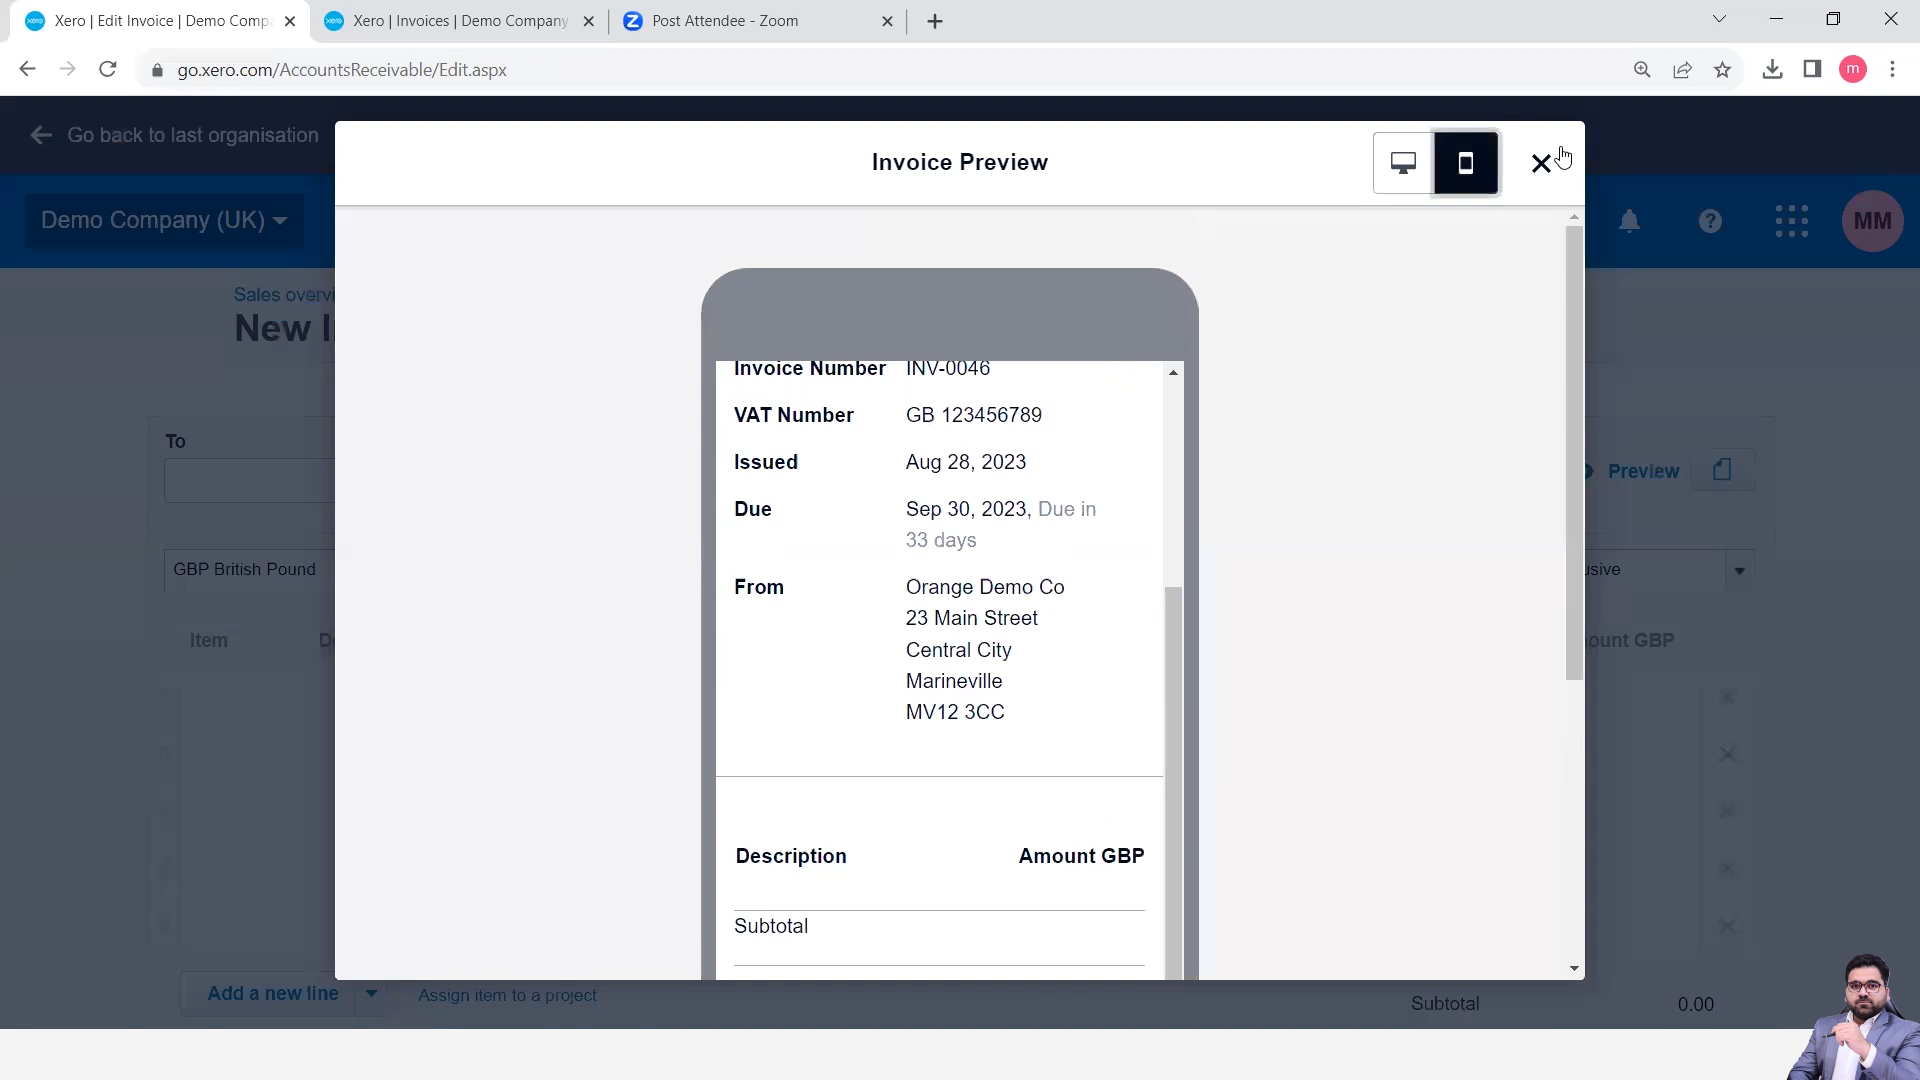 Xero | Edit Invoice | Demo Comp
Xero | Invoices | Demo Company
Post Attendee - Zoom
go.xero.com/AccountsReceivable/Edit.aspx
m
Go back to last organisation
Invoice Preview
Demo Company (UK)
MM
Sales overvi
New I
Invoice Number INV-0046
VAT Number GB 123456789
To
Issued Aug 28, 2023
Preview
Due Sep 30, 2023, Due in
33 days
GBP British Pound
usive
From Orange Demo Co
23 Main Street
Central City
Marineville
MV12 3CC
Item
D
ount GBP
Description Amount GBP
Subtotal
Add a new line
Assign item to a project
Subtotal 0.00